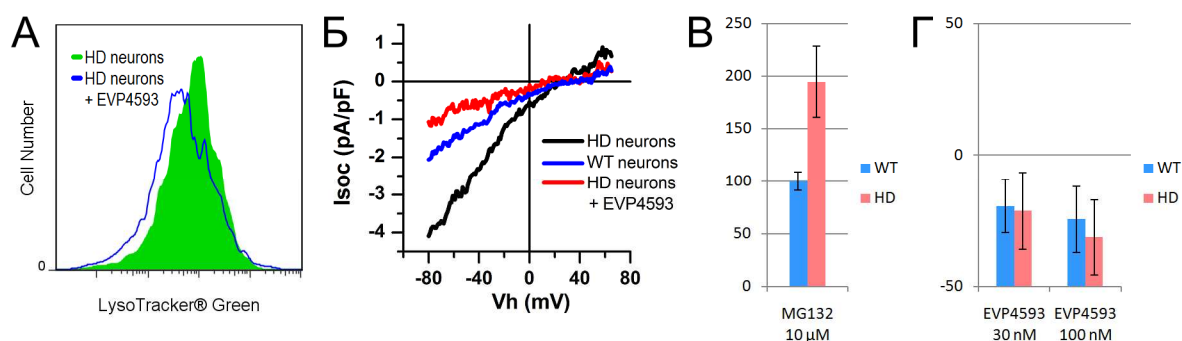 А
HD neurons
HD neurons
+ EVP4593
Cell Number
0
LysoTracker® Green
Б
1
0
-1
-2
-3
-4
Isoc (pA/pF)
HD neurons
WT neurons
HD neurons
+ EVP4593
-80
-40
0
40
80
Vh (mV)
В
250
200
150
100
50
0
WT
HD
MG132
10 µM
Г
50
0
-50
WT
HD
EVP4593 EVP4593
30 nM 100 nM